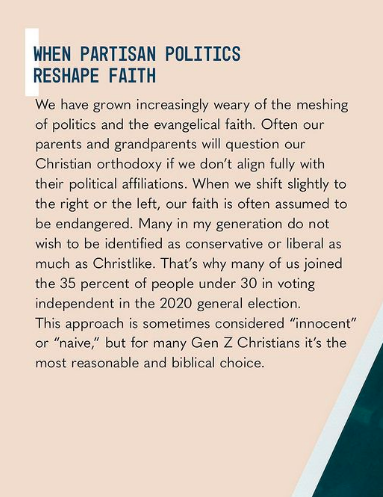 WHEN PARTISAN POLITICS
RESHAPE FAITH
We have grown increasingly weary of the meshing
of politics and the evangelical faith. Often our
parents and grandparents will question our
Christian orthodoxy if we don't align fully with
their political affiliations. When we shift slightly to
the right or the left, our faith is often assumed to
be endangered. Many in my generation do not
wish to be identified as conservative or liberal as
much as Christlike. That's why many of us joined
the 35 percent of people under 30 in voting
independent in the 2020 general election.
This approach is sometimes considered “innocent”
or “naive,” but for many Gen Z Christians it's the
most reasonable and biblical choice.